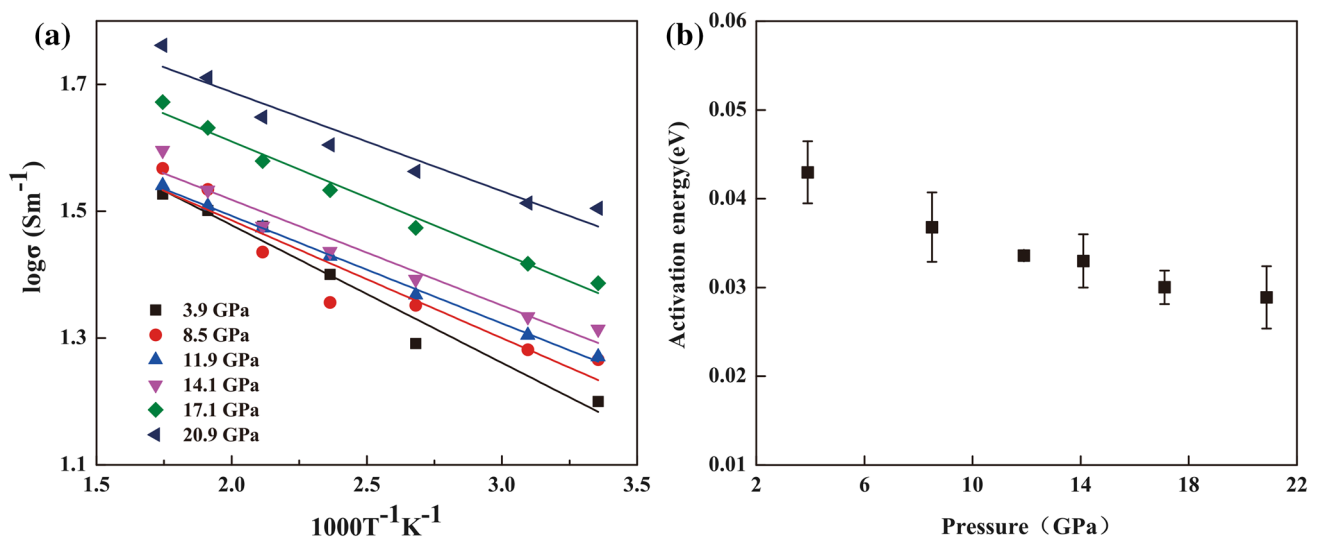 (a)
logσ (Sm⁻¹)
1.7
1.5
1.3
1.1
3.9 GPa
8.5 GPa
11.9 GPa
14.1 GPa
17.1 GPa
20.9 GPa
1.5 2.0 2.5 3.0 3.5
1000T⁻¹K⁻¹
(b)
Activation energy(eV)
0.06
0.05
0.04
0.03
0.02
0.01
2 6 10 14 18 22
Pressure（GPa）